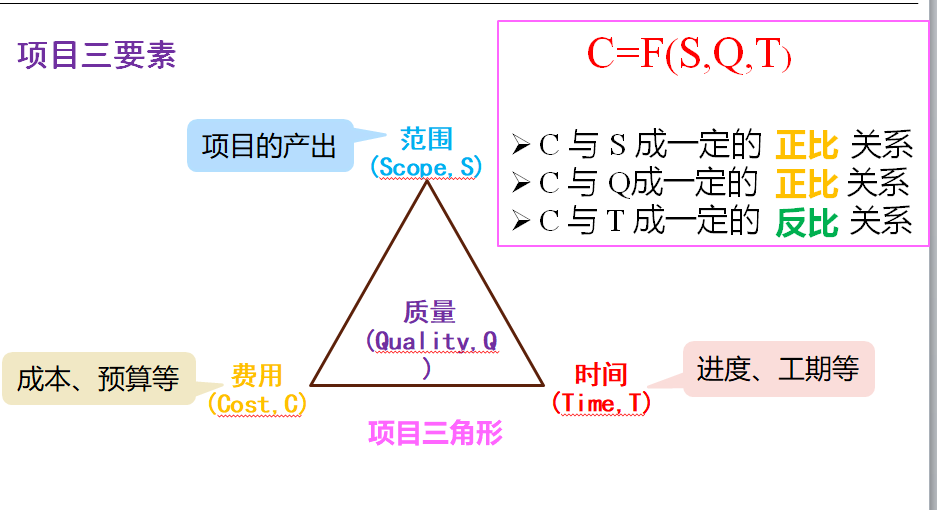 项目三要素
C=F(S,Q,T)
项目的产出
范围
(Scope,S)
➢ C 与 S 成一定的 正比 关系
➢ C 与 Q成一定的 正比 关系
➢ C 与 T 成一定的 反比 关系
质量
(Quality,Q
)
成本、预算等
费用
(Cost,C)
时间
(Time,T)
进度、工期等
项目三角形